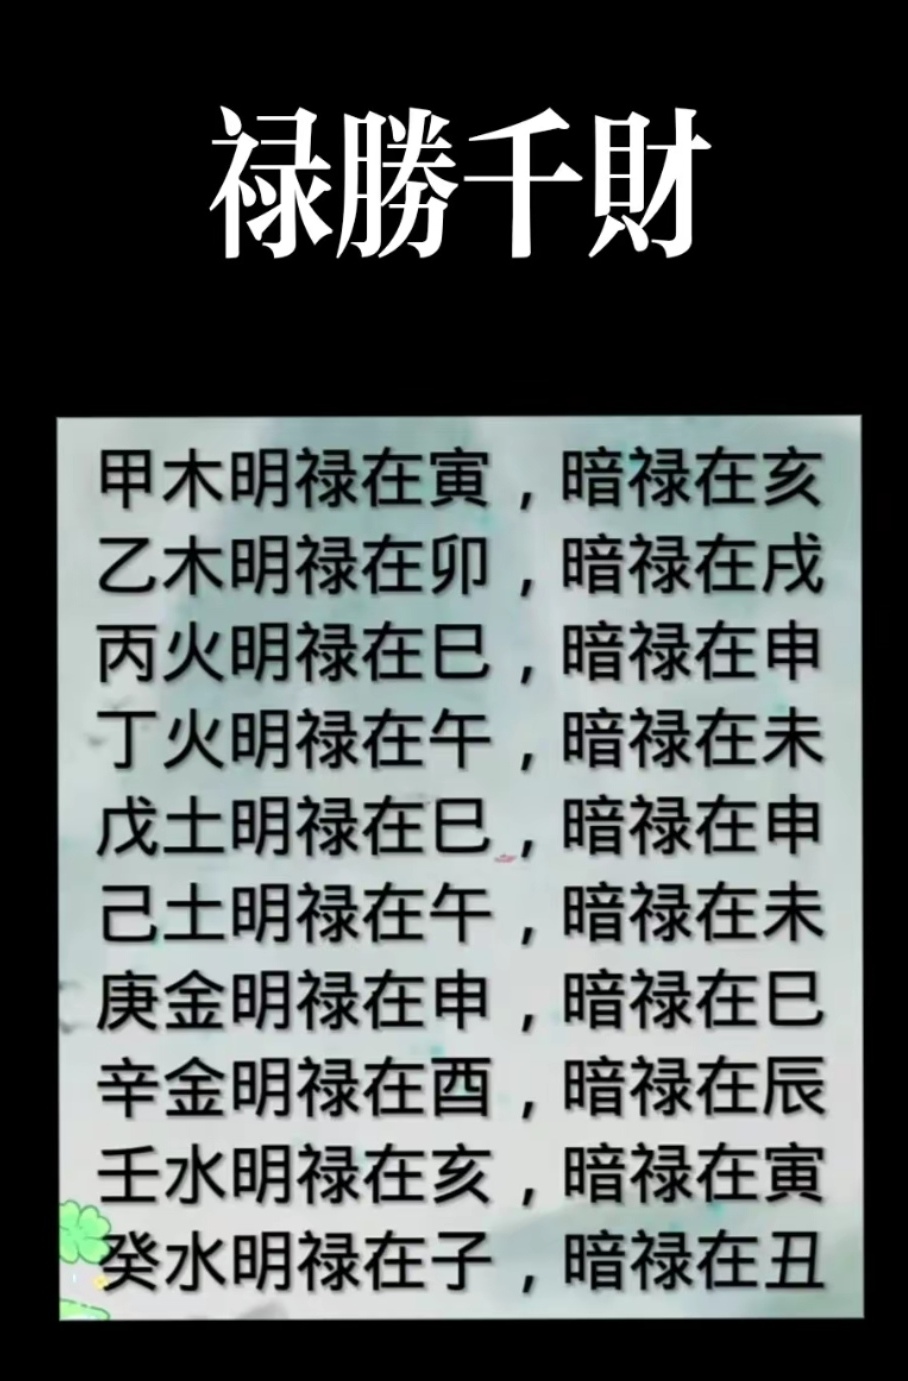 禄勝千財
甲木明禄在寅，暗禄在亥
乙木明禄在卯，暗禄在戌
丙火明禄在巳，暗禄在申
丁火明禄在午，暗禄在未
戊土明禄在巳，暗禄在申
己土明禄在午，暗禄在未
庚金明禄在申，暗禄在巳
辛金明禄在酉，暗禄在辰
壬水明禄在亥，暗禄在寅
癸水明禄在子，暗禄在丑